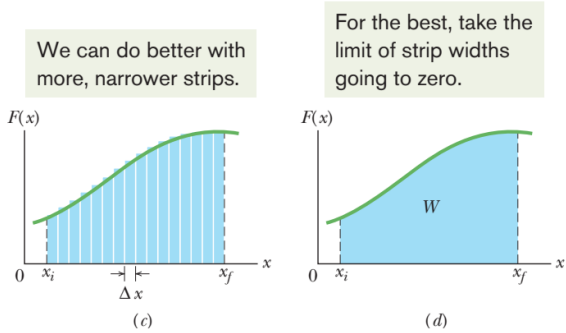 We can do better with
more, narrower strips.
For the best, take the
limit of strip widths
going to zero.
F(x)
0
x_i
Δx
x_f
x
(c)
F(x)
W
0
x_i
x_f
x
(d)